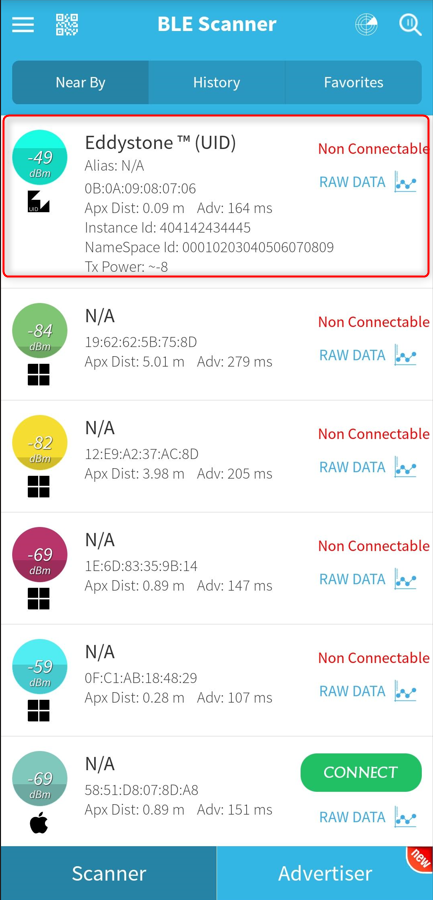 BLE Scanner
Near By
History
Favorites
-49
dBm
UID
Eddystone ™ (UID)
Alias: N/A
0B:0A:09:08:07:06
Apx Dist: 0.09 m Adv: 164 ms
Instance Id: 404142434445
NameSpace Id: 00010203040506070809
Tx Power: ~-8
Non Connectable
RAW DATA
-84
dBm
N/A
19:62:62:5B:75:8D
Apx Dist: 5.01 m Adv: 279 ms
Non Connectable
RAW DATA
-82
dBm
N/A
12:E9:A2:37:AC:8D
Apx Dist: 3.98 m Adv: 205 ms
Non Connectable
RAW DATA
-69
dBm
N/A
1E:6D:83:35:9B:14
Apx Dist: 0.89 m Adv: 147 ms
Non Connectable
RAW DATA
-59
dBm
N/A
0F:C1:AB:18:48:29
Apx Dist: 0.28 m Adv: 107 ms
Non Connectable
RAW DATA
-69
dBm
N/A
58:51:D8:07:8D:A8
Apx Dist: 0.89 m Adv: 151 ms
CONNECT
RAW DATA
Scanner
Advertiser
new